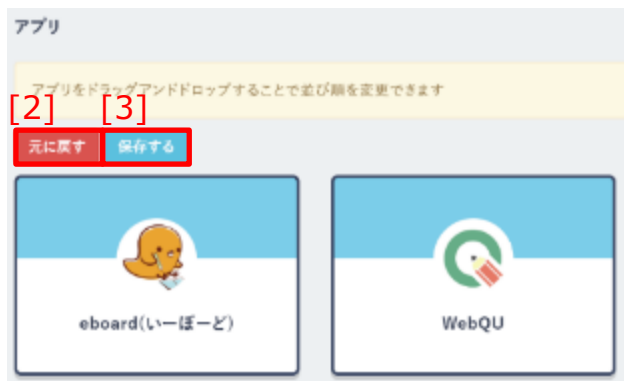 アプリ
アプリをドラッグアンドドロップすることで並び順を変更できます
[2] [3]
元に戻す 保存する
eboard(いーぼーど) WebQU